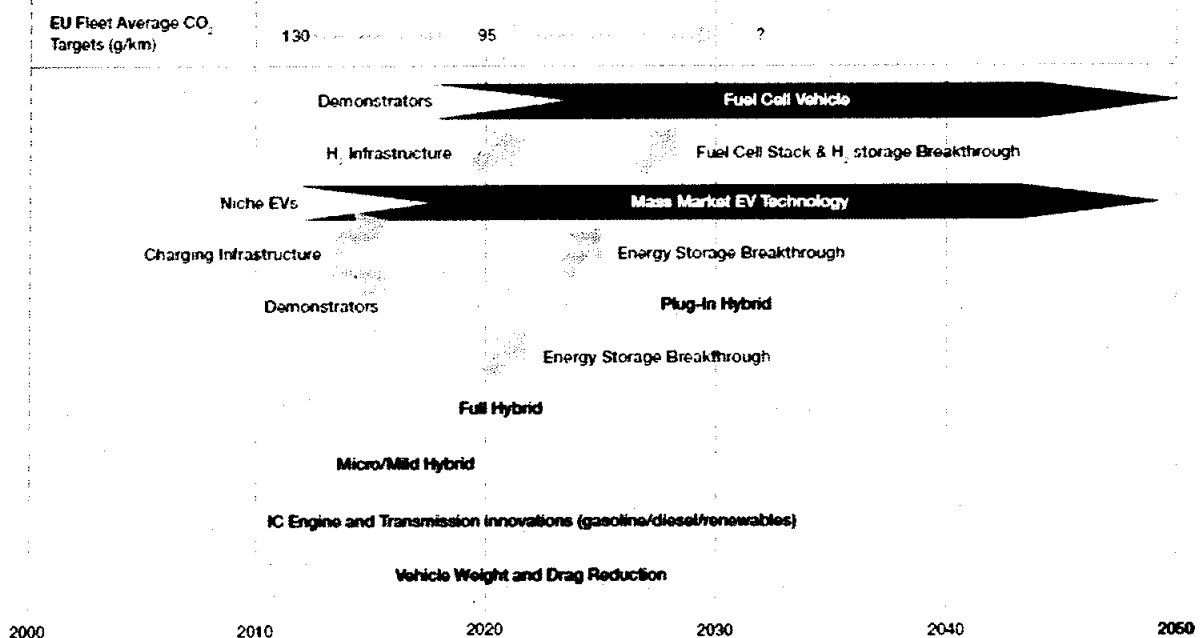 EU Fleet Average CO₂
Targets (g/km)
130
95
?
Demonstrators
Fuel Cell Vehicle
H₂ Infrastructure
Fuel Cell Stack & H₂ storage Breakthrough
Niche EVs
Mass Market EV Technology
Charging Infrastructure
Energy Storage Breakthrough
Demonstrators
Plug-In Hybrid
Energy Storage Breakthrough
Full Hybrid
Micro/Mild Hybrid
IC Engine and Transmission innovations (gasoline/diesel/renewables)
Vehicle Weight and Drag Reduction
2000 2010 2020 2030 2040 2050